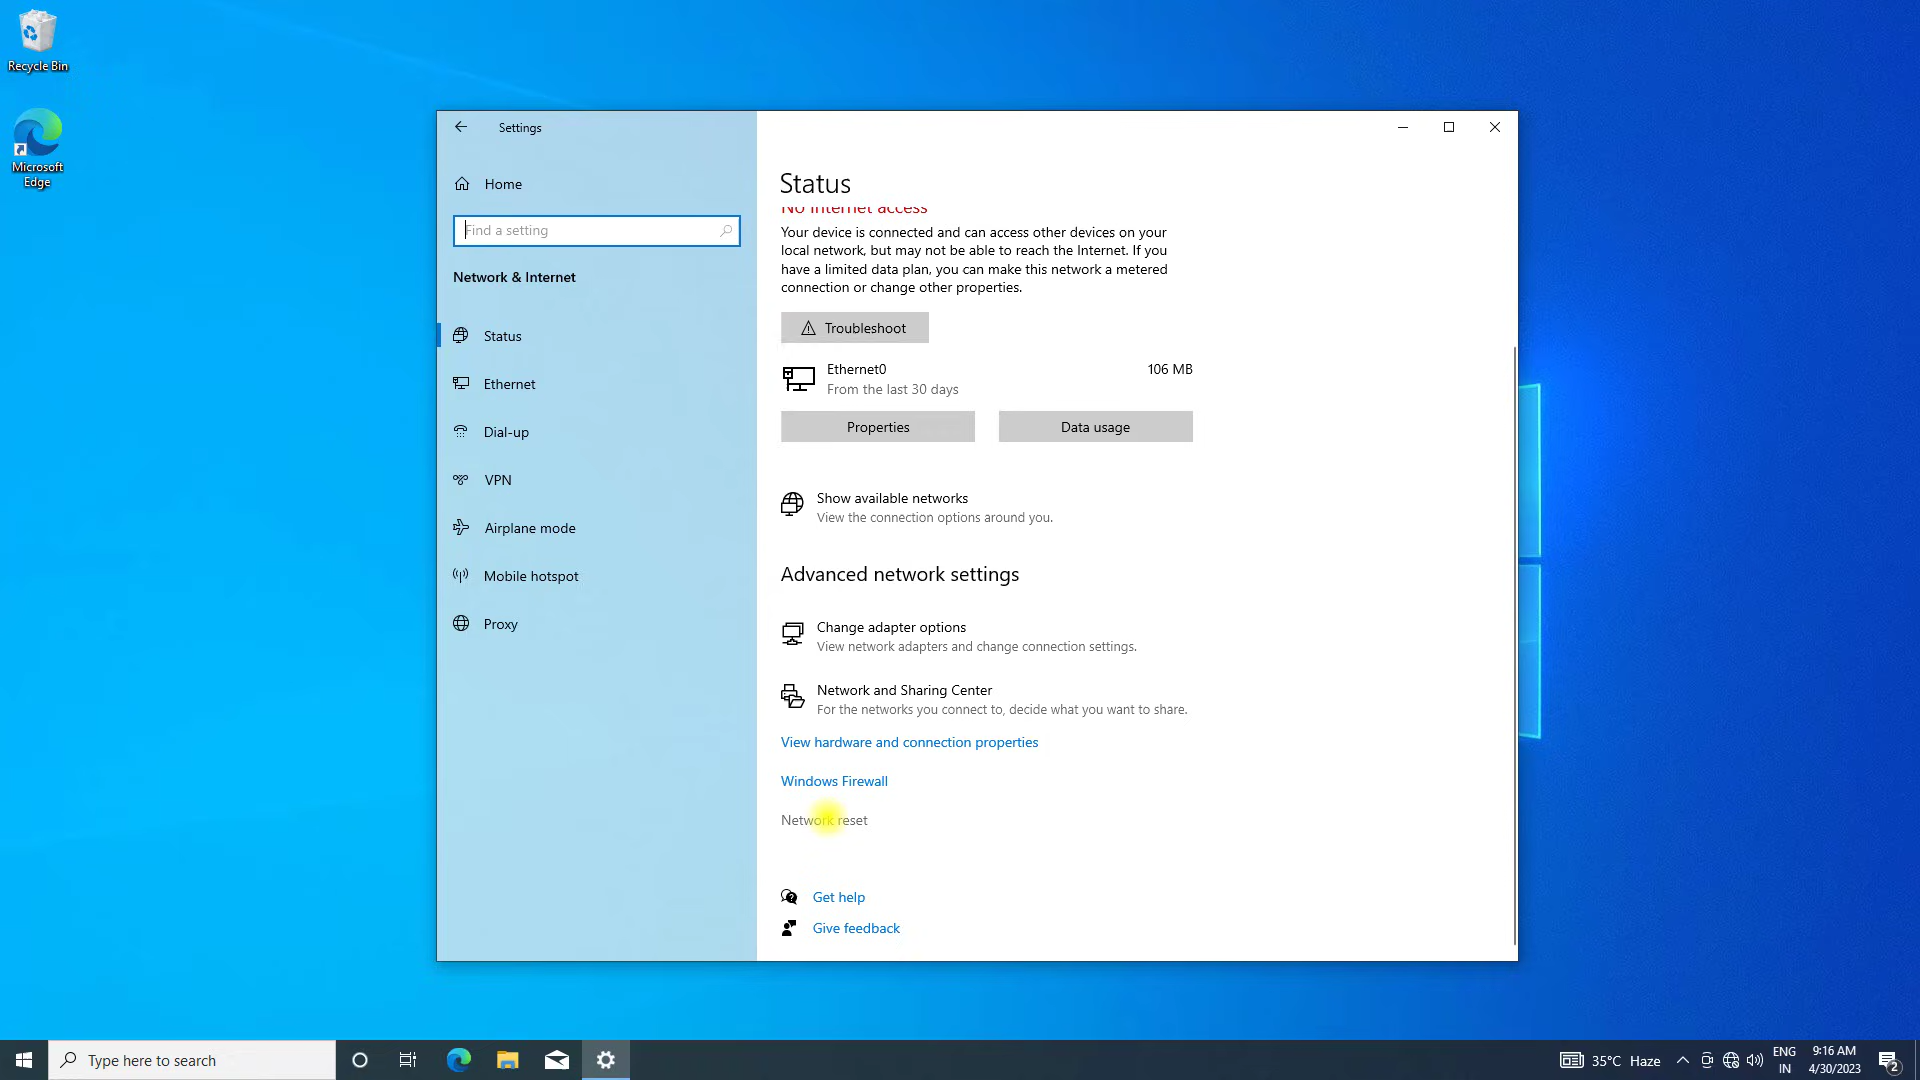 Recycle Bin
Microsoft
Edge
Settings
Home
Find a setting
Network & Internet
Status
Ethernet
Dial-up
VPN
Airplane mode
Mobile hotspot
Proxy
Status
No Internet access
Your device is connected and can access other devices on your
local network, but may not be able to reach the Internet. If you
have a limited data plan, you can make this network a metered
connection or change other properties.
Troubleshoot
Ethernet0
106 MB
From the last 30 days
Properties
Data usage
Show available networks
View the connection options around you.
Advanced network settings
Change adapter options
View network adapters and change connection settings.
Network and Sharing Center
For the networks you connect to, decide what you want to share.
View hardware and connection properties
Windows Firewall
Network reset
Get help
Give feedback
Type here to search
35°C Haze
ENG
IN
9:16 AM
4/30/2023
2